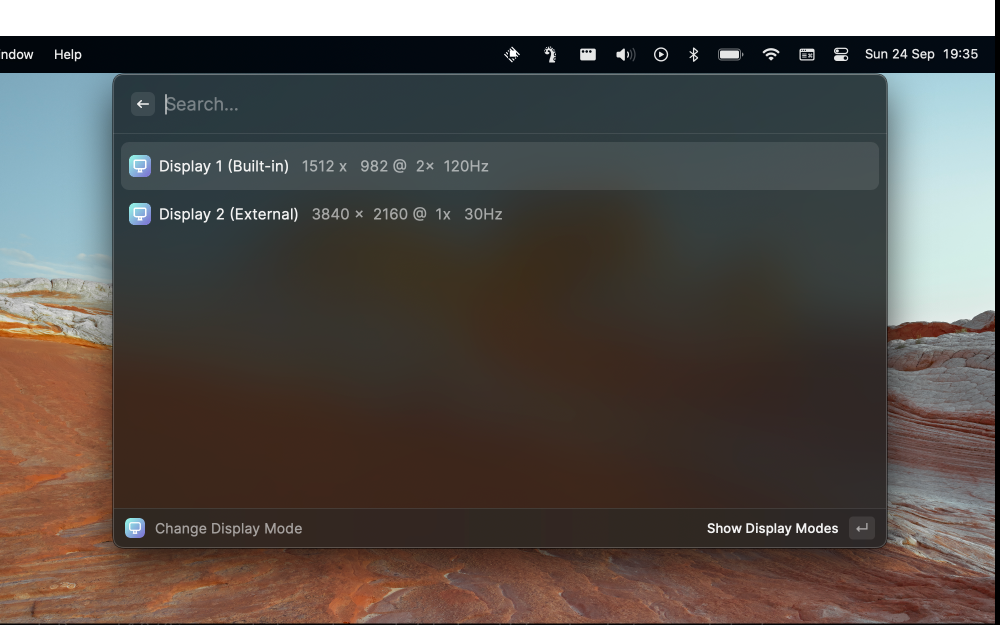 ndow Help Sun 24 Sep 19:35
Search...
Display 1 (Built-in) 1512 x 982 @ 2× 120Hz
Display 2 (External) 3840 × 2160 @ 1x 30Hz
Change Display Mode Show Display Modes